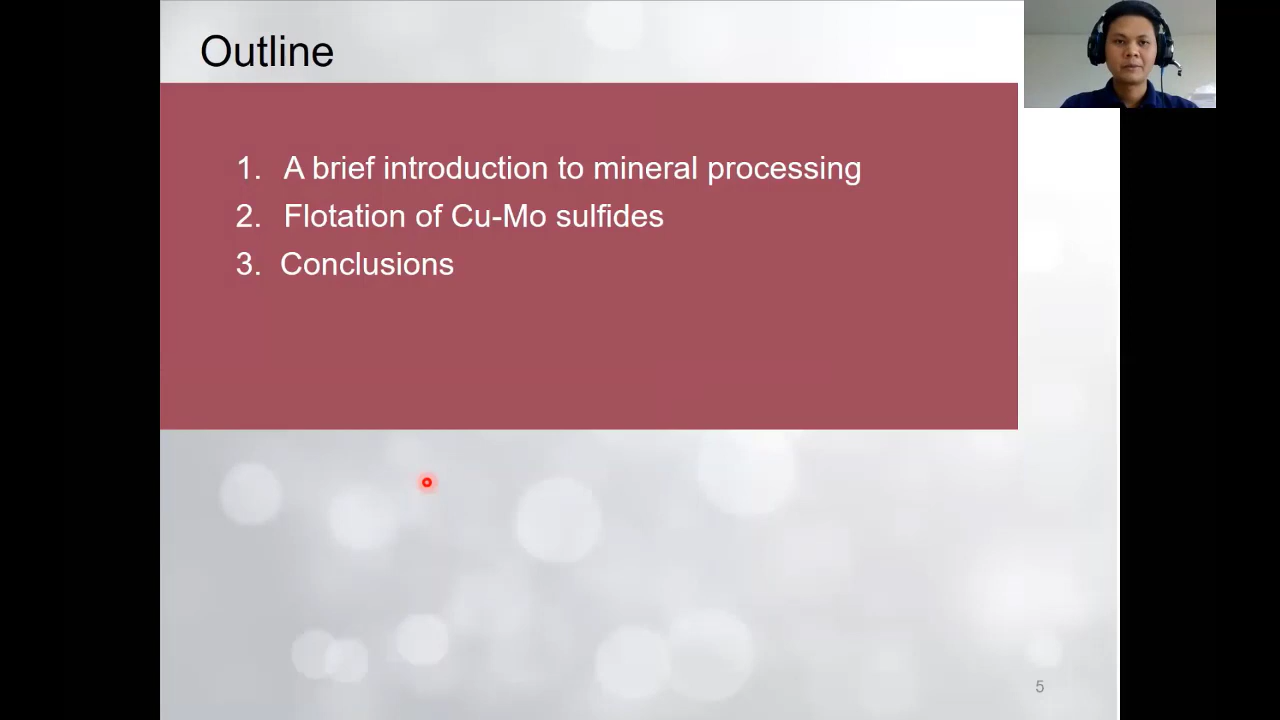 Outline
1. A brief introduction to mineral processing
2. Flotation of Cu-Mo sulfides
3. Conclusions
5